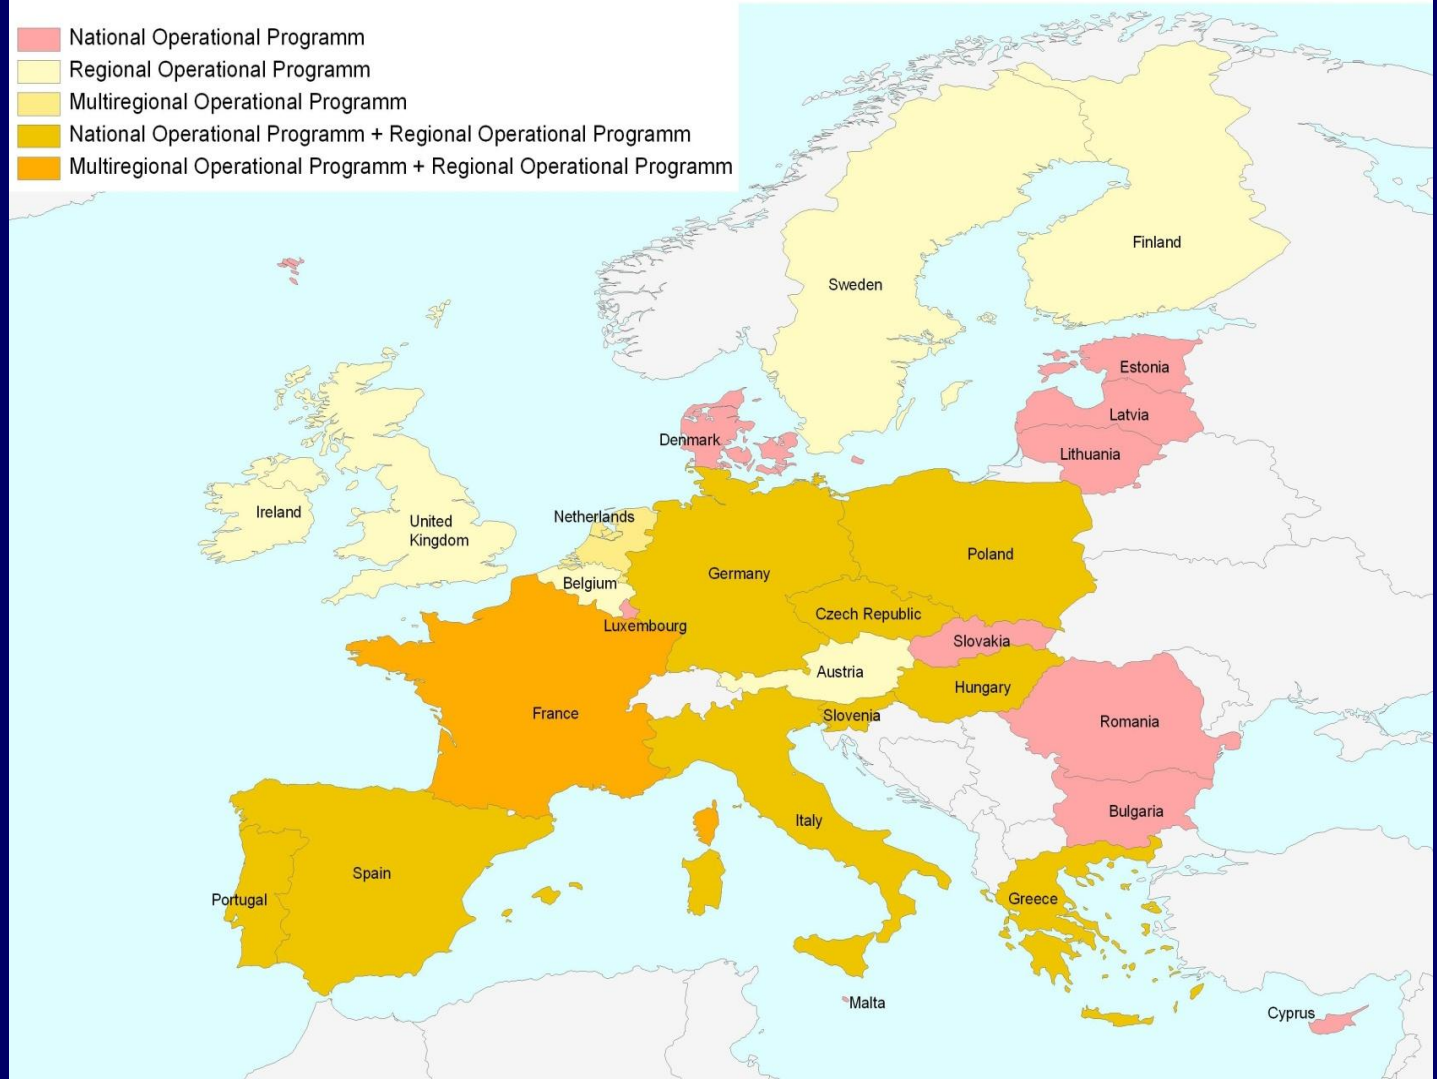 National Operational Programm
Regional Operational Programm
Multiregional Operational Programm
National Operational Programm + Regional Operational Programm
Multiregional Operational Programm + Regional Operational Programm
Finland
Sweden
Estonia
Latvia
Denmark
Lithuania
Ireland
Netherlands
United
Kingdom
Poland
Germany
Belgium
Czech Republic
Luxembourg
Slovakia
Austria
Hungary
France
Slovenia
Romania
Bulgaria
Italy
Spain
Portugal
Greece
Malta
Cyprus